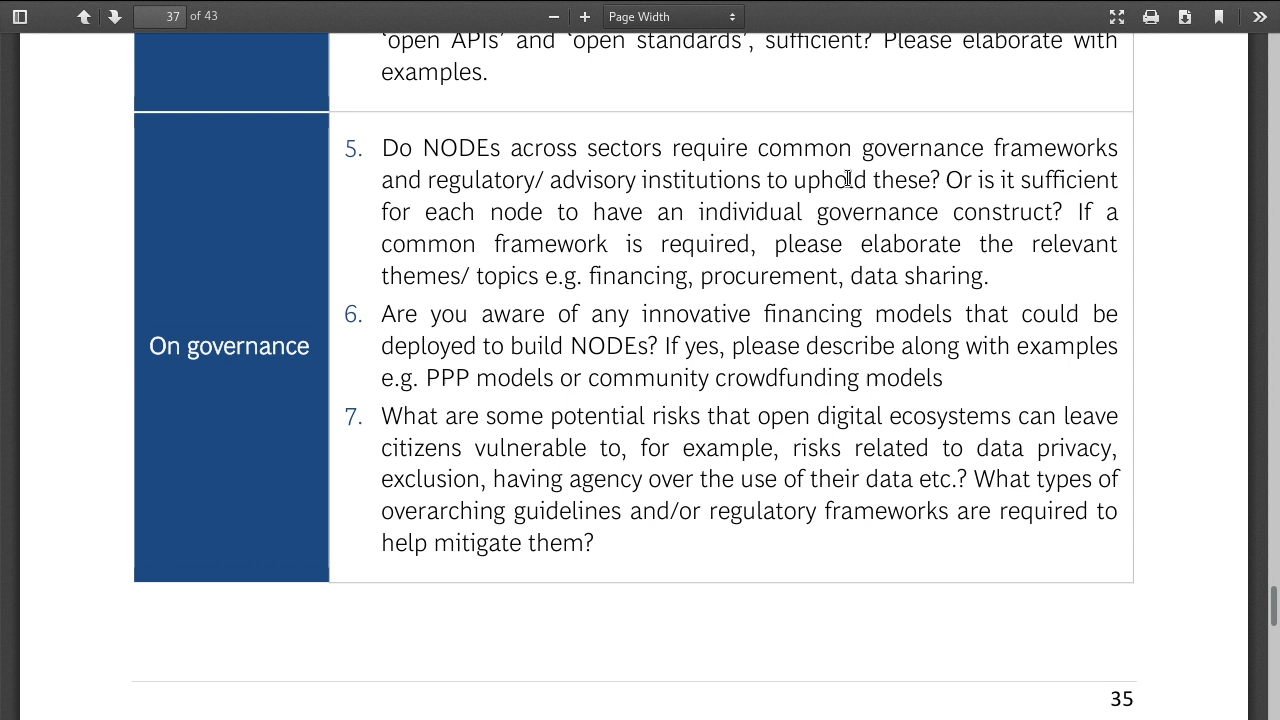 37 of 43
Page Width
‘open APIs’ and ‘open standards’, sufficient? Please elaborate with
examples.
On governance
5. Do NODEs across sectors require common governance frameworks
and regulatory/ advisory institutions to uphold these? Or is it sufficient
for each node to have an individual governance construct? If a
common framework is required, please elaborate the relevant
themes/ topics e.g. financing, procurement, data sharing.
6. Are you aware of any innovative financing models that could be
deployed to build NODEs? If yes, please describe along with examples
e.g. PPP models or community crowdfunding models
7. What are some potential risks that open digital ecosystems can leave
citizens vulnerable to, for example, risks related to data privacy,
exclusion, having agency over the use of their data etc.? What types of
overarching guidelines and/or regulatory frameworks are required to
help mitigate them?
35